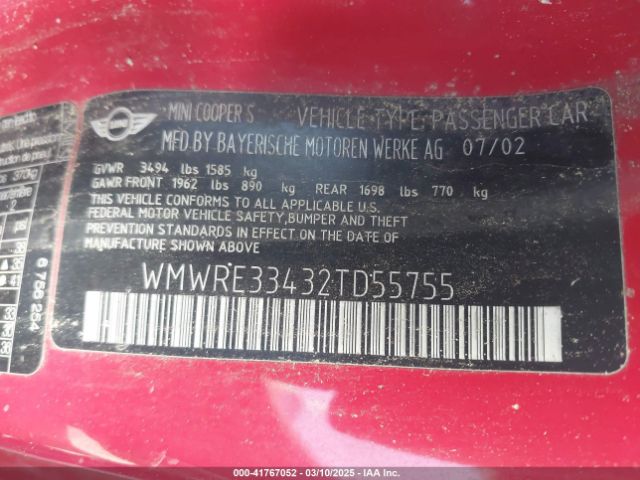 MINI COOPER S VEHICLE TYPE: PASSENGER CAR
MFD.BY BAYERISCHE MOTOREN WERKE AG 07/02
GVWR 3494 lbs 1585 kg
GAWR FRONT 1962 lbs 890 kg REAR 1698 lbs 770 kg
THIS VEHICLE CONFORMS TO ALL APPLICABLE U.S.
FEDERAL MOTOR VEHICLE SAFETY,BUMPER AND THEFT
PREVENTION STANDARDS IN EFFECT ON THE DATE OF
MANUFACTURE SHOWN ABOVE
WMWRE33432TD55755
6 756 254
370kg
psi
000-41767052 — 03/10/2025 — IAA Inc.